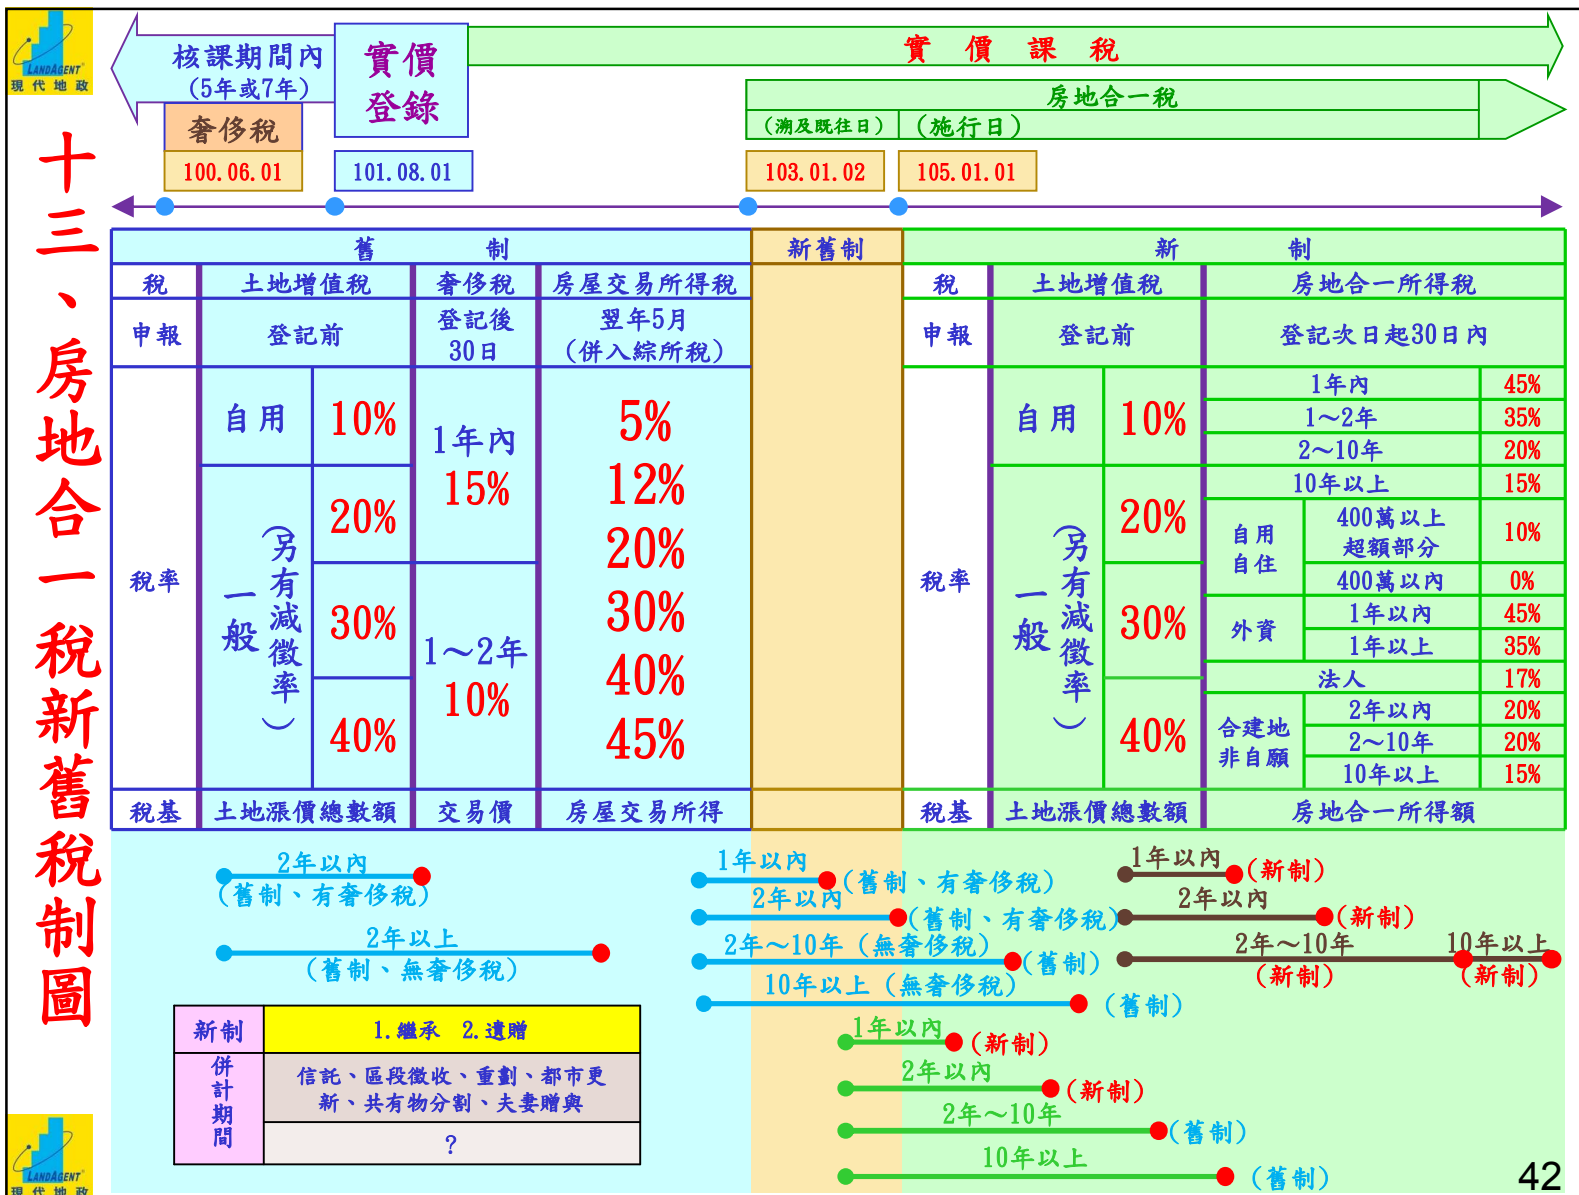 LANDAGENT
現代地政
十三、房地合一稅新舊稅制圖
核課期間內
(5年或7年)
實價
登錄
實價課稅
房地合一稅
(溯及既往日)
(施行日)
奢侈稅
100.06.01
101.08.01
103.01.02
105.01.01
舊制
新舊制
新制
稅
土地增值稅
奢侈稅
房屋交易所得稅
稅
土地增值稅
房地合一所得稅
申報
登記前
登記後
30日
翌年5月
(併入綜所稅)
申報
登記前
登記次日起30日內
稅率
自用
10%
一般
(另有減徵率)
20%
30%
40%
1年內
15%
1～2年
10%
5%
12%
20%
30%
40%
45%
稅率
自用
10%
一般
(另有減徵率)
20%
30%
40%
1年內
45%
1～2年
35%
2～10年
20%
10年以上
15%
自用
自住
400萬以上
超額部分
10%
400萬以內
0%
外資
1年以內
45%
1年以上
35%
法人
17%
合建地
非自願
2年以內
20%
2～10年
20%
10年以上
15%
稅基
土地漲價總數額
交易價
房屋交易所得
稅基
土地漲價總數額
房地合一所得額
2年以內
(舊制、有奢侈稅)
2年以上
(舊制、無奢侈稅)
1年以內
(舊制、有奢侈稅)
2年以內
(舊制、有奢侈稅)
2年～10年(無奢侈稅)
(舊制)
10年以上(無奢侈稅)
(舊制)
1年以內
(新制)
2年以內
(新制)
2年～10年
(新制)
10年以上
(新制)
1年以內
(新制)
2年以內
(新制)
2年～10年
(舊制)
10年以上
(舊制)
新制
1.繼承 2.遺贈
併計期間
信託、區段徵收、重劃、都市更
新、共有物分割、夫妻贈與
?
LANDAGENT
現代地政
42